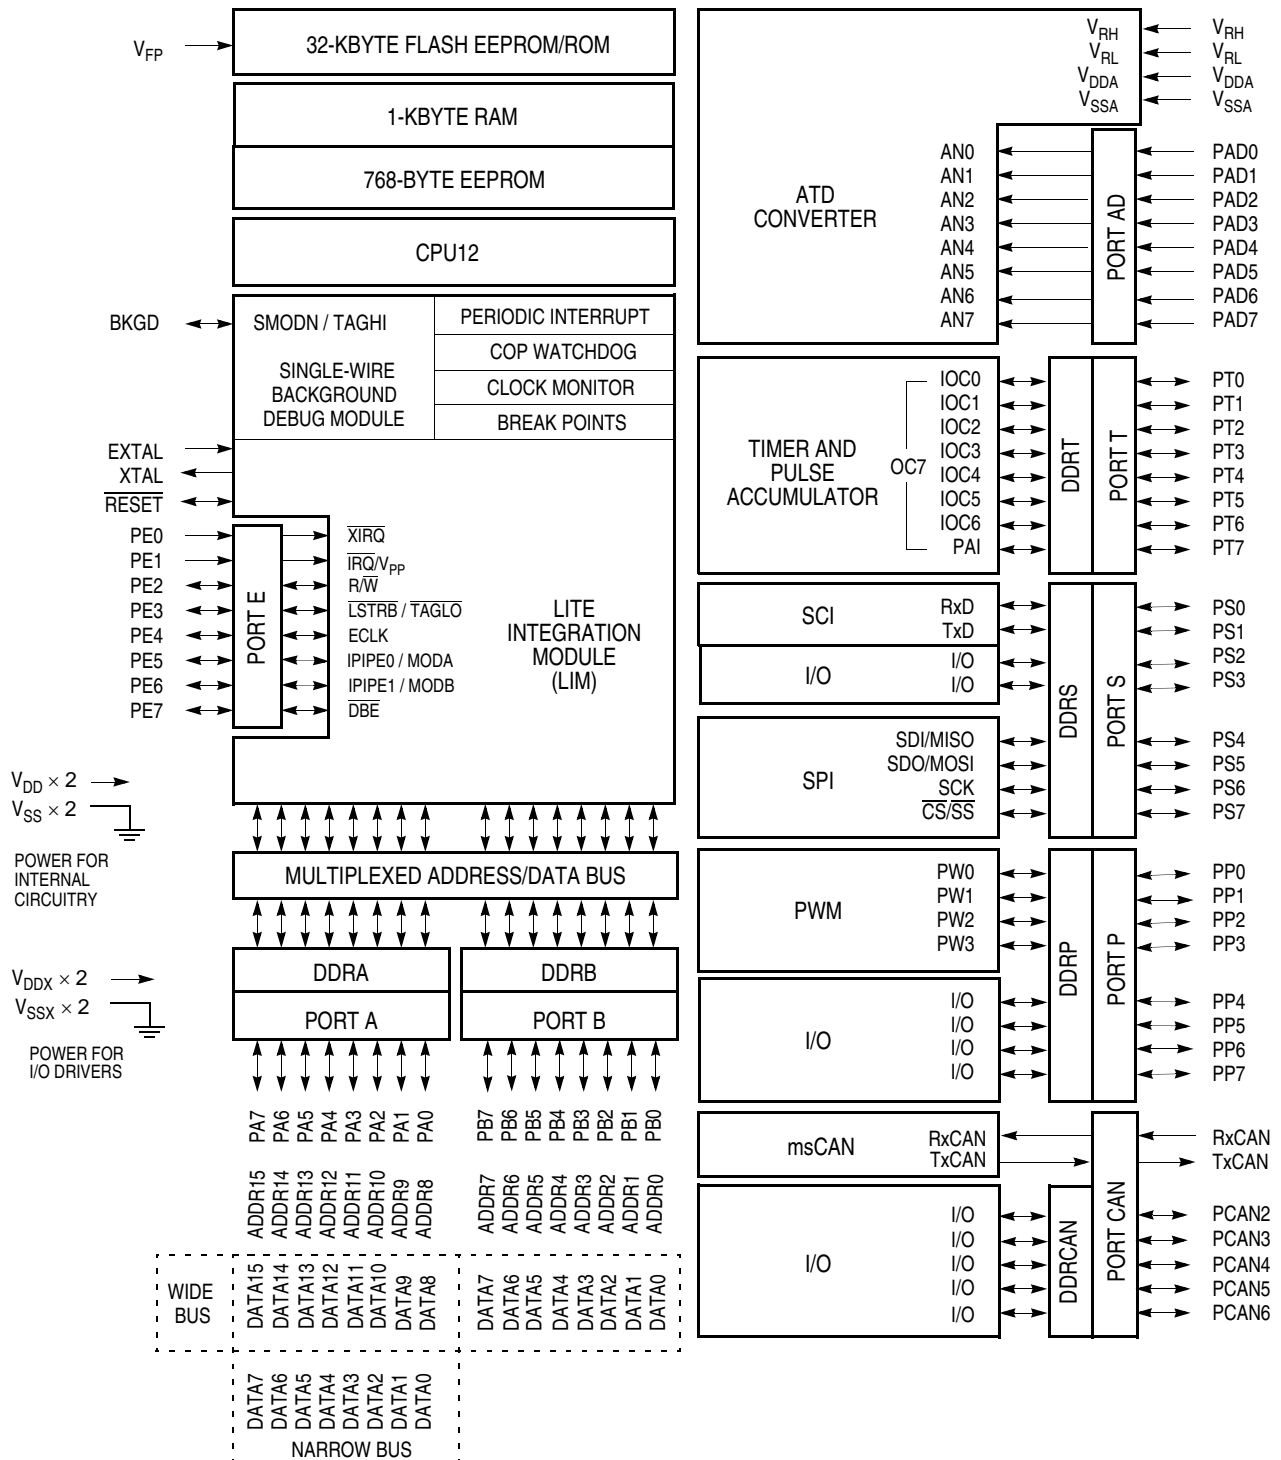 V_FP
32-KBYTE FLASH EEPROM/ROM
1-KBYTE RAM
768-BYTE EEPROM
CPU12
BKGD
SMODN / TAGHI
SINGLE-WIRE
BACKGROUND
DEBUG MODULE
PERIODIC INTERRUPT
COP WATCHDOG
CLOCK MONITOR
BREAK POINTS
EXTAL
XTAL
RESET
PE0
PE1
PE2
PE3
PE4
PE5
PE6
PE7
PORT E
XIRQ
IRQ/V_PP
R/W
LSTRB / TAGLO
ECLK
IPIPE0 / MODA
IPIPE1 / MODB
DBE
LITE
INTEGRATION
MODULE
(LIM)
V_DD × 2
V_SS × 2
POWER FOR
INTERNAL
CIRCUITRY
MULTIPLEXED ADDRESS/DATA BUS
V_DDX × 2
V_SSX × 2
POWER FOR
I/O DRIVERS
DDRA
PORT A
DDRB
PORT B
PA7
PA6
PA5
PA4
PA3
PA2
PA1
PA0
PB7
PB6
PB5
PB4
PB3
PB2
PB1
PB0
ADDR15
ADDR14
ADDR13
ADDR12
ADDR11
ADDR10
ADDR9
ADDR8
ADDR7
ADDR6
ADDR5
ADDR4
ADDR3
ADDR2
ADDR1
ADDR0
WIDE
BUS
DATA15
DATA14
DATA13
DATA12
DATA11
DATA10
DATA9
DATA8
DATA7
DATA6
DATA5
DATA4
DATA3
DATA2
DATA1
DATA0
DATA7
DATA6
DATA5
DATA4
DATA3
DATA2
DATA1
DATA0
NARROW BUS
V_RH
V_RL
V_DDA
V_SSA
V_RH
V_RL
V_DDA
V_SSA
ATD
CONVERTER
AN0
AN1
AN2
AN3
AN4
AN5
AN6
AN7
PORT AD
PAD0
PAD1
PAD2
PAD3
PAD4
PAD5
PAD6
PAD7
TIMER AND
PULSE
ACCUMULATOR
OC7
IOC0
IOC1
IOC2
IOC3
IOC4
IOC5
IOC6
PAI
DDRT
PORT T
PT0
PT1
PT2
PT3
PT4
PT5
PT6
PT7
SCI
RxD
TxD
I/O
I/O
I/O
SPI
SDI/MISO
SDO/MOSI
SCK
CS/SS
DDRS
PORT S
PS0
PS1
PS2
PS3
PS4
PS5
PS6
PS7
PWM
PW0
PW1
PW2
PW3
I/O
I/O
I/O
I/O
I/O
DDRP
PORT P
PP0
PP1
PP2
PP3
PP4
PP5
PP6
PP7
msCAN
RxCAN
TxCAN
I/O
I/O
I/O
I/O
I/O
I/O
DDRCAN
PORT CAN
RxCAN
TxCAN
PCAN2
PCAN3
PCAN4
PCAN5
PCAN6